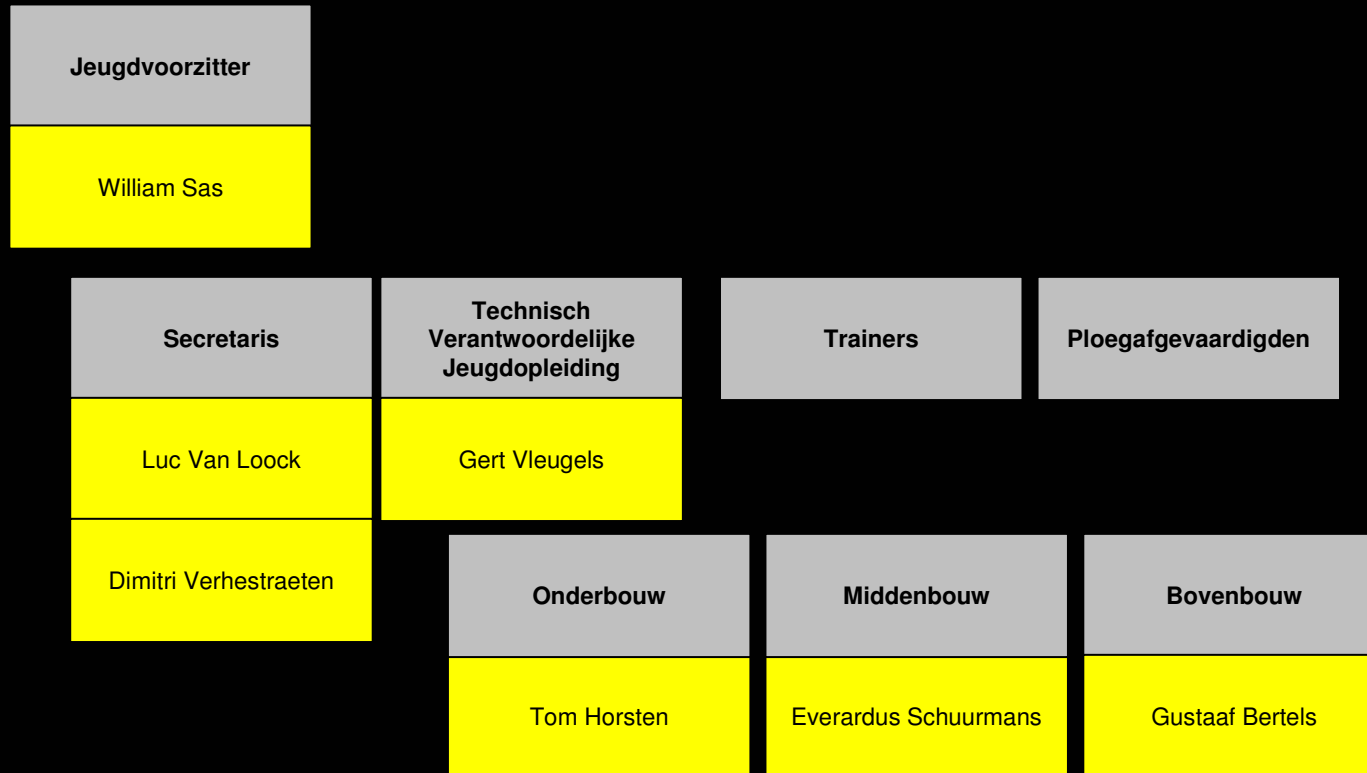 Jeugdvoorzitter
William Sas
Secretaris
Technisch
Verantwoordelijke
Jeugdopleiding
Trainers
Ploegafgevaardigden
Luc Van Loock
Gert Vleugels
Dimitri Verhestraeten
Onderbouw
Middenbouw
Bovenbouw
Tom Horsten
Everardus Schuurmans
Gustaaf Bertels